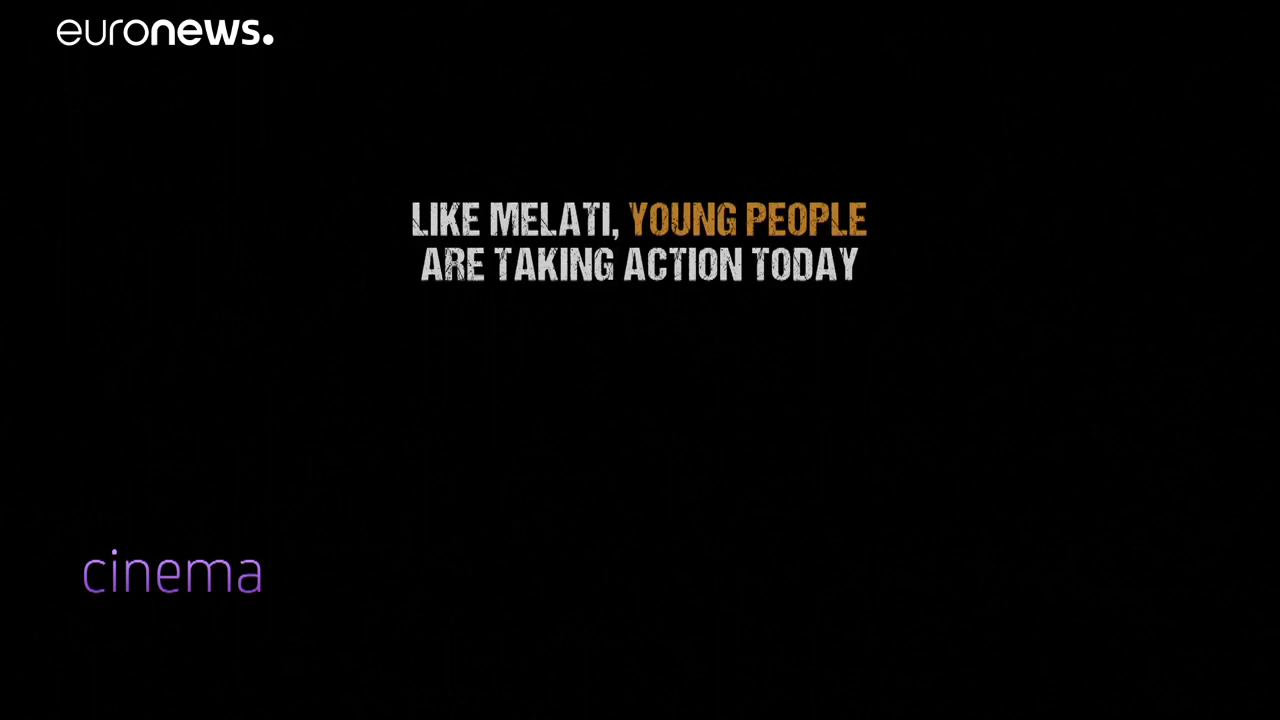 euronews.
LIKE MELATI, YOUNG PEOPLE
ARE TAKING ACTION TODAY
cinema